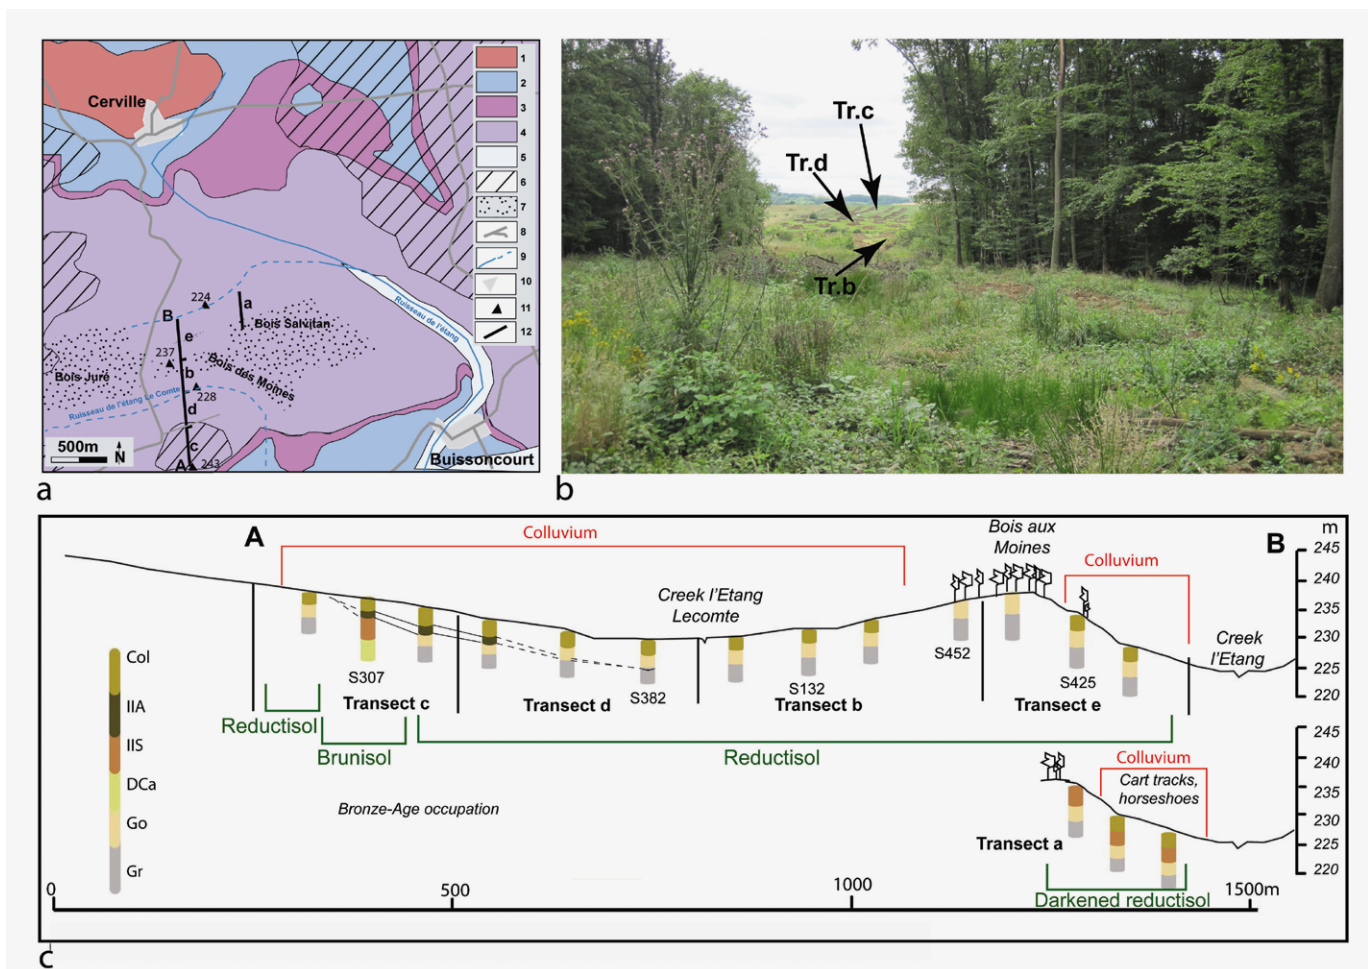 Cerville
1
2
3
4
5
6
7
8
9
10
11
12
224
a
B
Bois Salvitan
Ruisseau de l'étang
e
237
b
Bois des Moines
Bois Juré
228
Ruisseau de l'étang Le Comte
d
c
500m
N
A
243
Buissoncourt
a
Tr.c
Tr.d
Tr.b
b
A
Colluvium
Bois aux
Moines
B
m
Colluvium
245
240
235
230
225
220
Creek l'Etang
Lecomte
Creek
l'Etang
Col
IIA
IIS
DCa
Go
Gr
S307
Transect c
Transect d
S382
S132
Transect b
S452
S425
Transect e
Reductisol
Brunisol
Reductisol
245
240
235
230
225
220
Colluvium
Cart tracks,
horseshoes
Bronze-Age occupation
Transect a
Darkened reductisol
0
500
1000
1500m
c